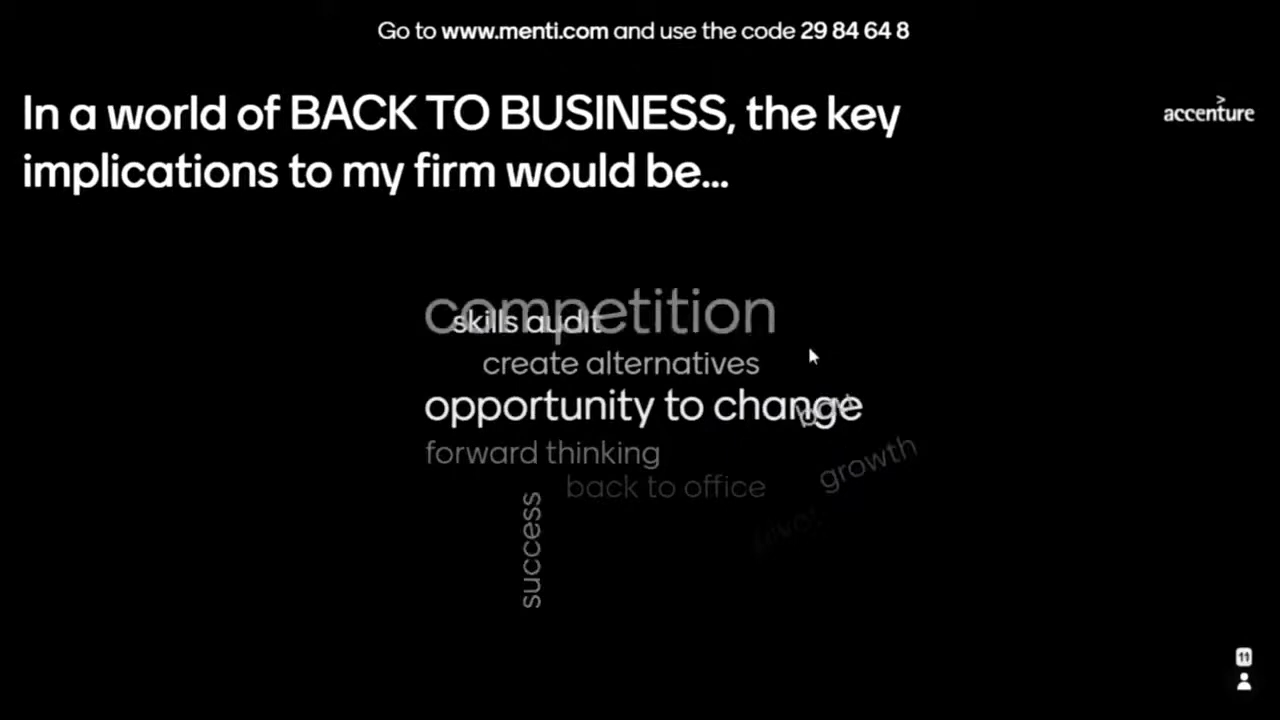 Go to www.menti.com and use the code 29 84 64 8
In a world of BACK TO BUSINESS, the key
implications to my firm would be...
>
accenture
competition
skills audit
create alternatives
opportunity to change
forward thinking
growth
back to office
success
11